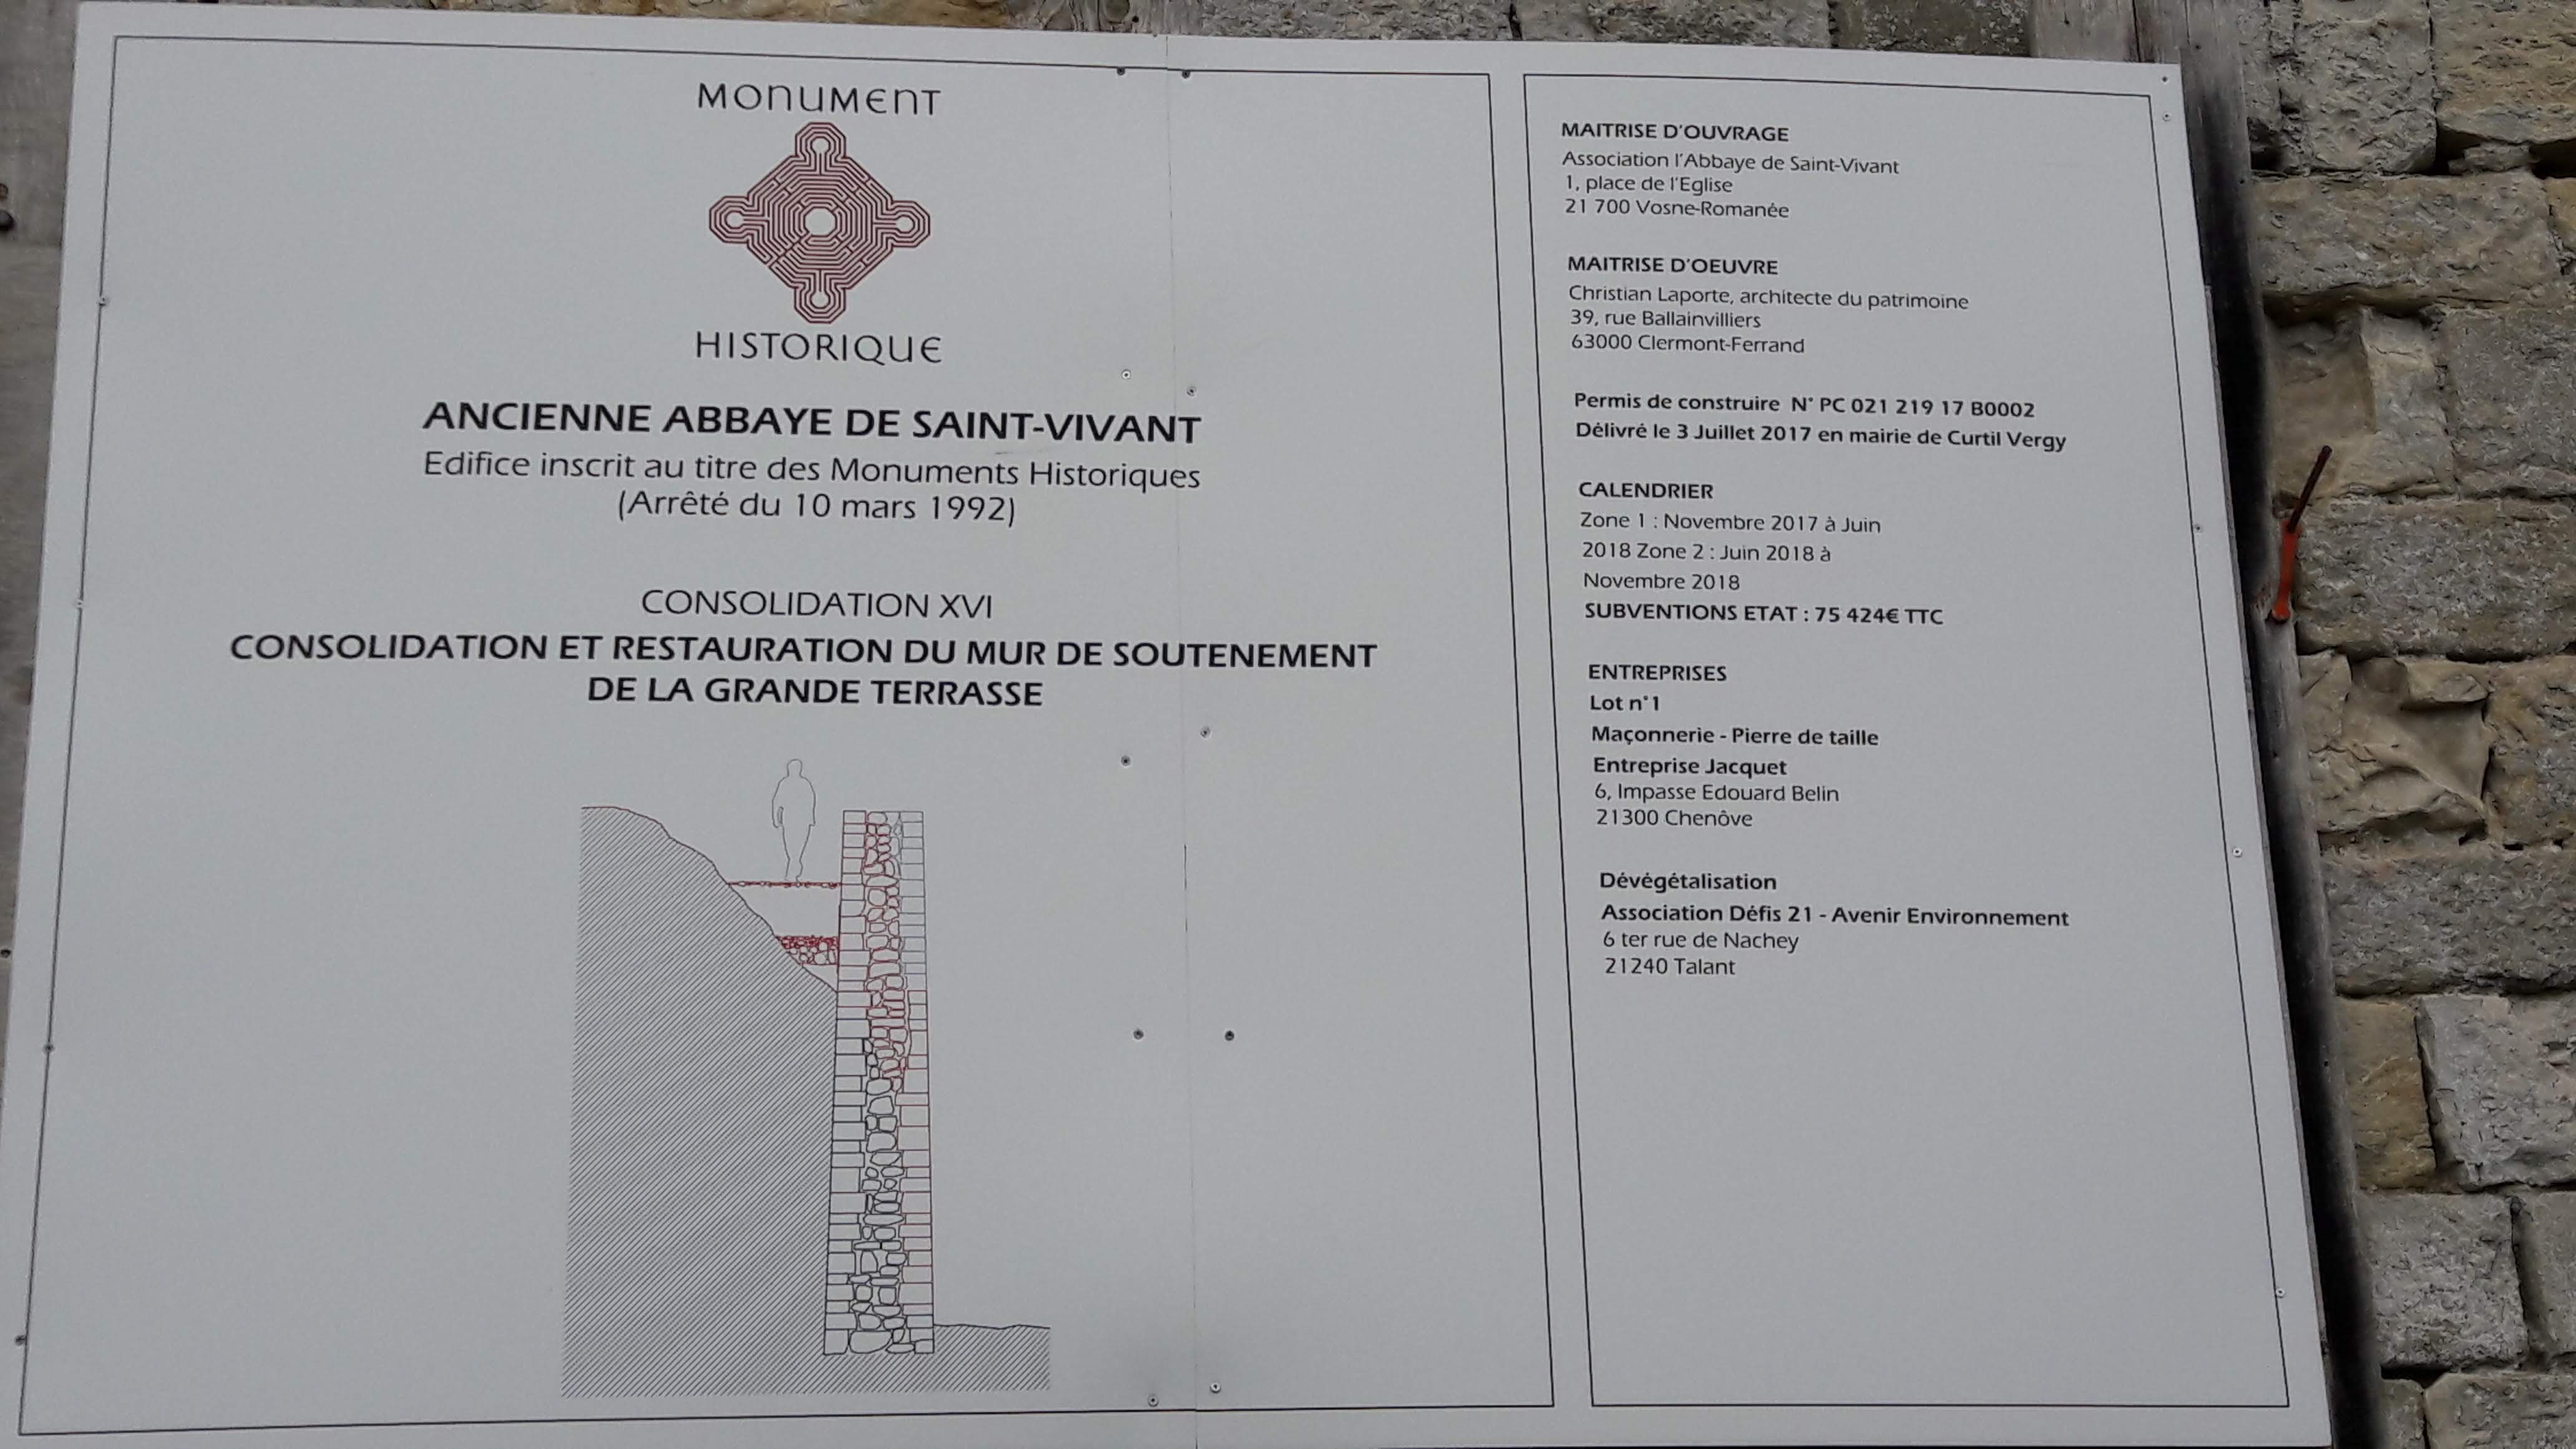 MONUMENT
HISTORIQUE
ANCIENNE ABBAYE DE SAINT-VIVANT
Edifice inscrit au titre des Monuments Historiques
(Arrêté du 10 mars 1992)
CONSOLIDATION XVI
CONSOLIDATION ET RESTAURATION DU MUR DE SOUTENEMENT
DE LA GRANDE TERRASSE
MAITRISE D'OUVRAGE
Association l'Abbaye de Saint-Vivant
1, place de l'Eglise
21 700 Vosne-Romanée
MAITRISE D'OEUVRE
Christian Laporte, architecte du patrimoine
39, rue Ballainvilliers
63000 Clermont-Ferrand
Permis de construire N° PC 021 219 17 B0002
Délivré le 3 Juillet 2017 en mairie de Curtil Vergy
CALENDRIER
Zone 1 : Novembre 2017 à Juin
2018 Zone 2 : Juin 2018 à
Novembre 2018
SUBVENTIONS ETAT : 75 424€ TTC
ENTREPRISES
Lot n°1
Maçonnerie - Pierre de taille
Entreprise Jacquet
6, Impasse Edouard Belin
21300 Chenôve
Dévégétalisation
Association Défis 21 - Avenir Environnement
6 ter rue de Nachey
21240 Talant